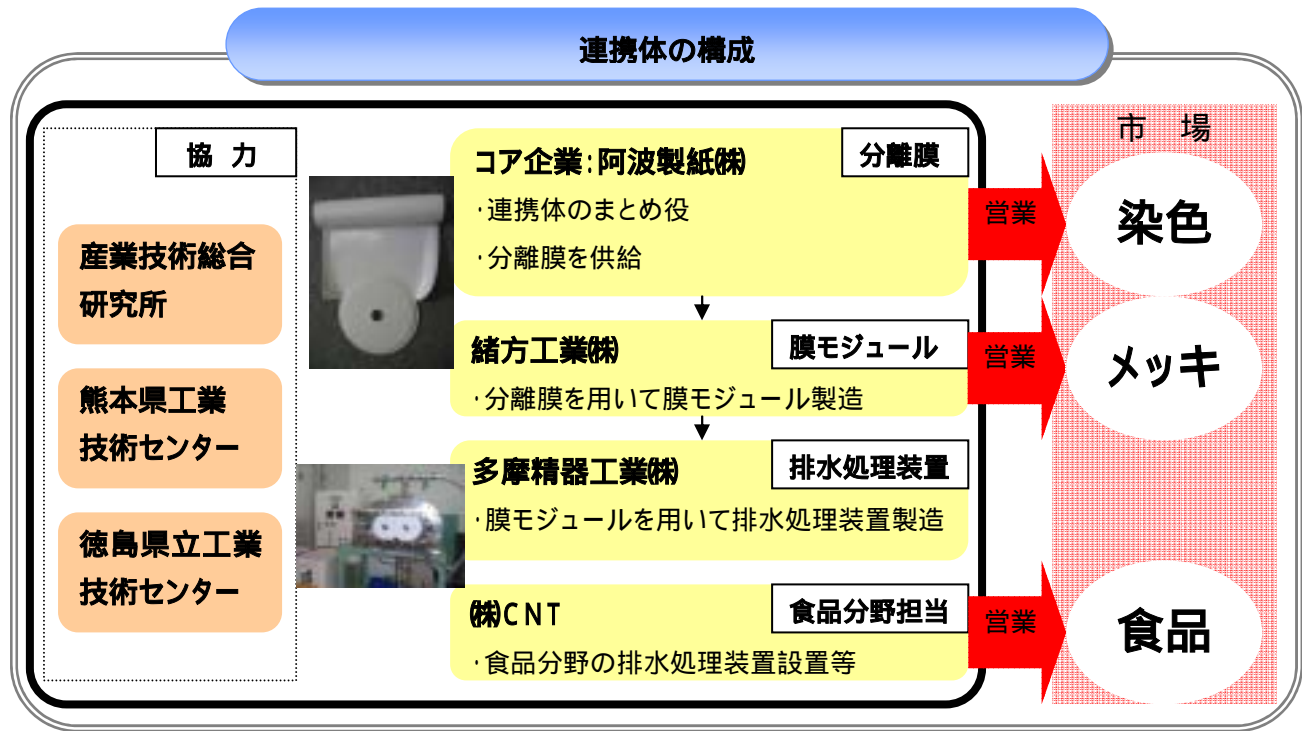 連携体の構成
協 力
産業技術総合
研究所
熊本県工業
技術センター
徳島県立工業
技術センター
コア企業:阿波製紙㈱
分離膜
・連携体のまとめ役
・分離膜を供給
緒方工業㈱
膜モジュール
・分離膜を用いて膜モジュール製造
多摩精器工業㈱
排水処理装置
・膜モジュールを用いて排水処理装置製造
㈱CNT
食品分野担当
・食品分野の排水処理装置設置等
営業
営業
営業
市 場
染色
メッキ
食品